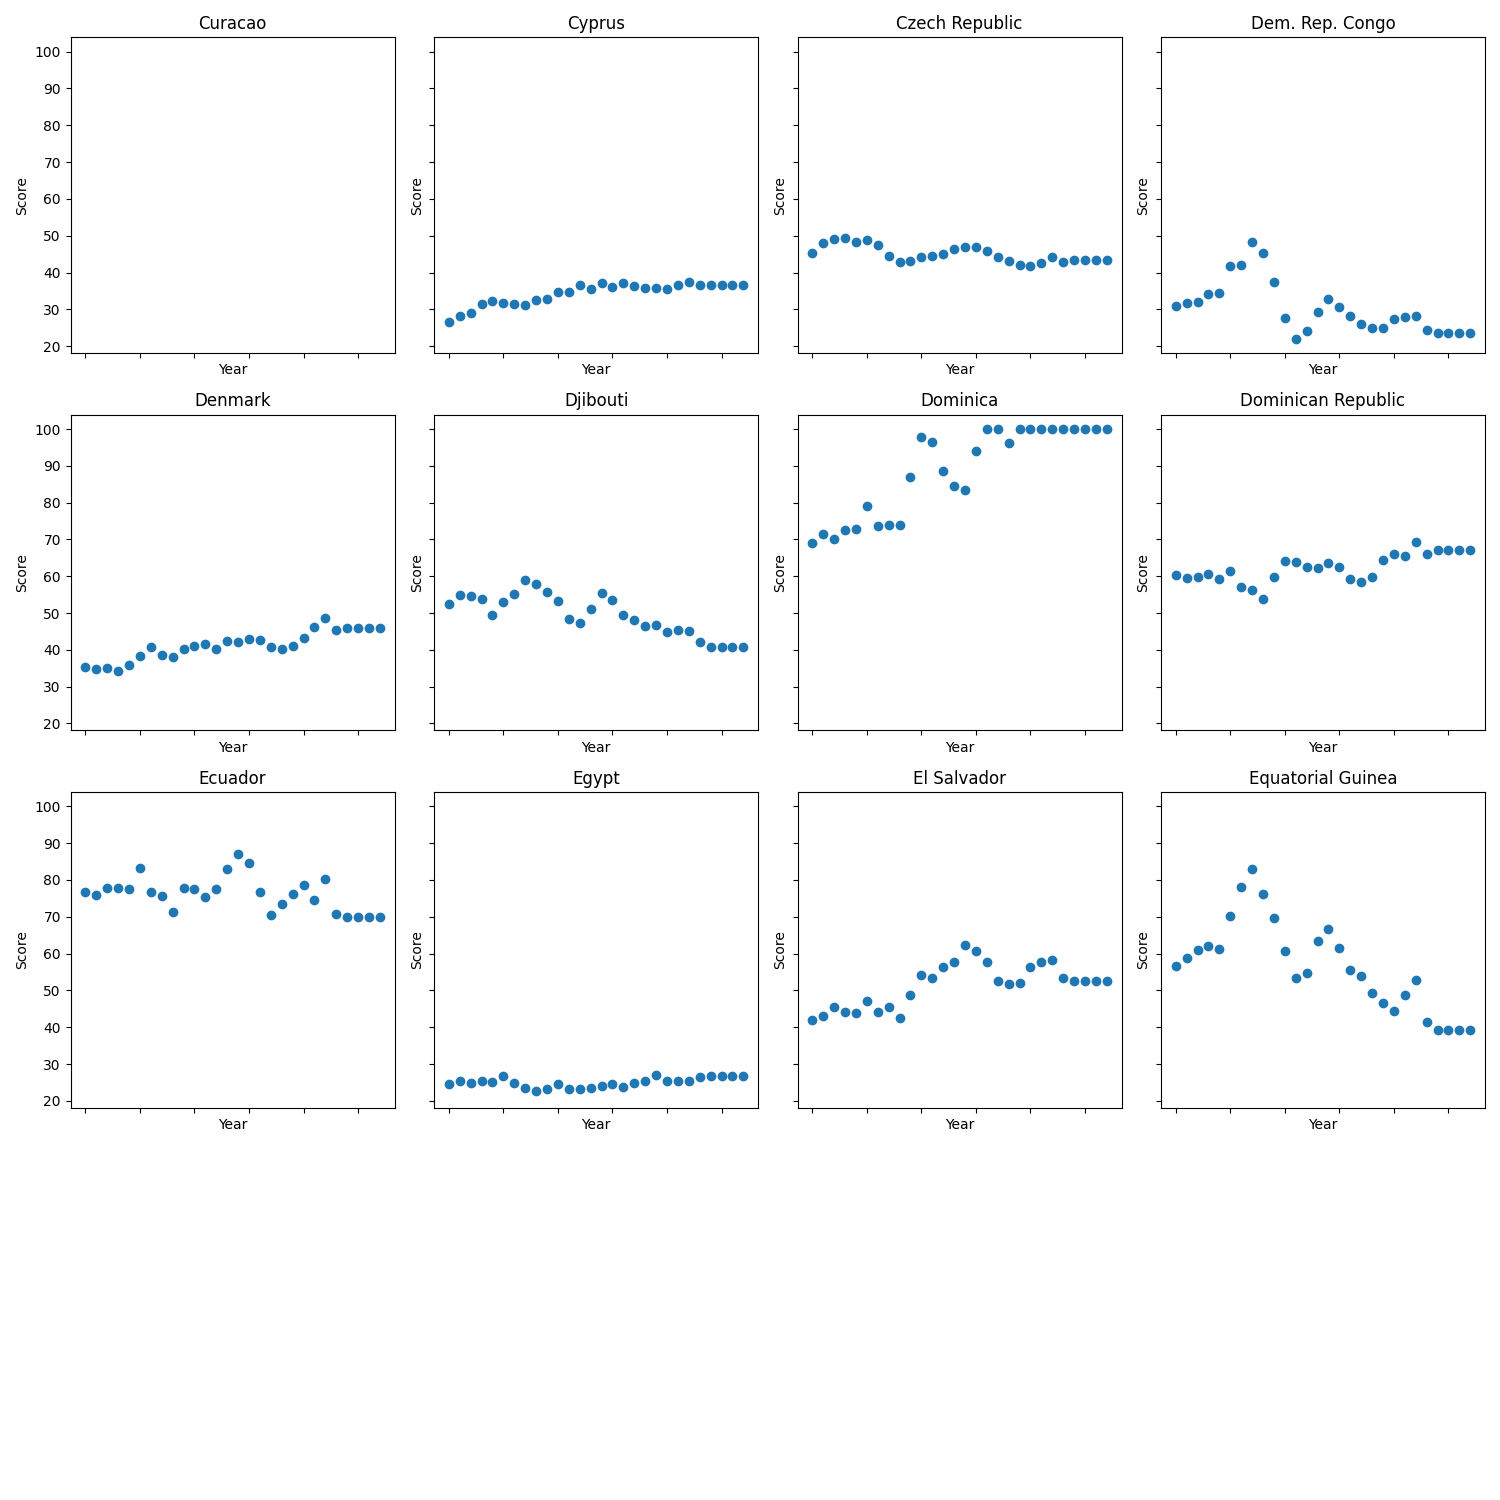 Curacao
Cyprus
Czech Republic
Dem. Rep. Congo
100
90
80
70
60
50
40
30
20
Score
Score
Score
Score
Year
Year
Year
Year
Denmark
Djibouti
Dominica
Dominican Republic
100
90
80
70
60
50
40
30
20
Score
Score
Score
Score
Year
Year
Year
Year
Ecuador
Egypt
El Salvador
Equatorial Guinea
100
90
80
70
60
50
40
30
20
Score
Score
Score
Score
Year
Year
Year
Year